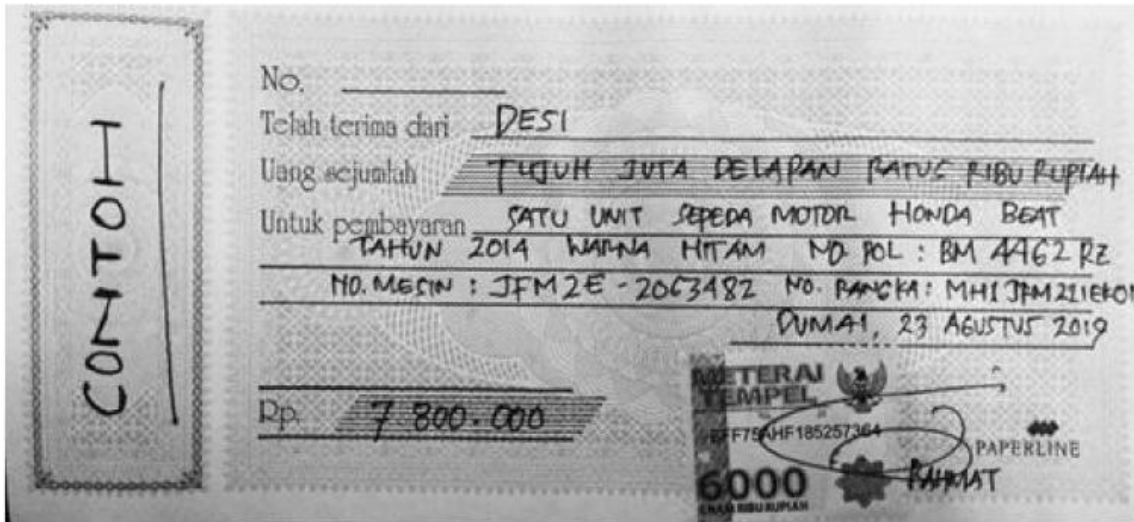 CONTOH
No.
Telah terima dari DESI
Uang sejumlah TUJUH JUTA DELAPAN RATUS RIBU RUPIAH
Untuk pembayaran SATU UNIT SEPEDA MOTOR HONDA BEAT
TAHUN 2014 WARNA HITAM NO. POL : BM 4462 RZ
NO. MESIN : JFM2E - 2063482 NO. RANGKA :
DUMAI, 23 AGUSTUS 2019
Rp. 7 800.000
METERAI
TEMPEL
6000
ENAM RIBU RUPIAH
PAPERLINE
RAHMAT